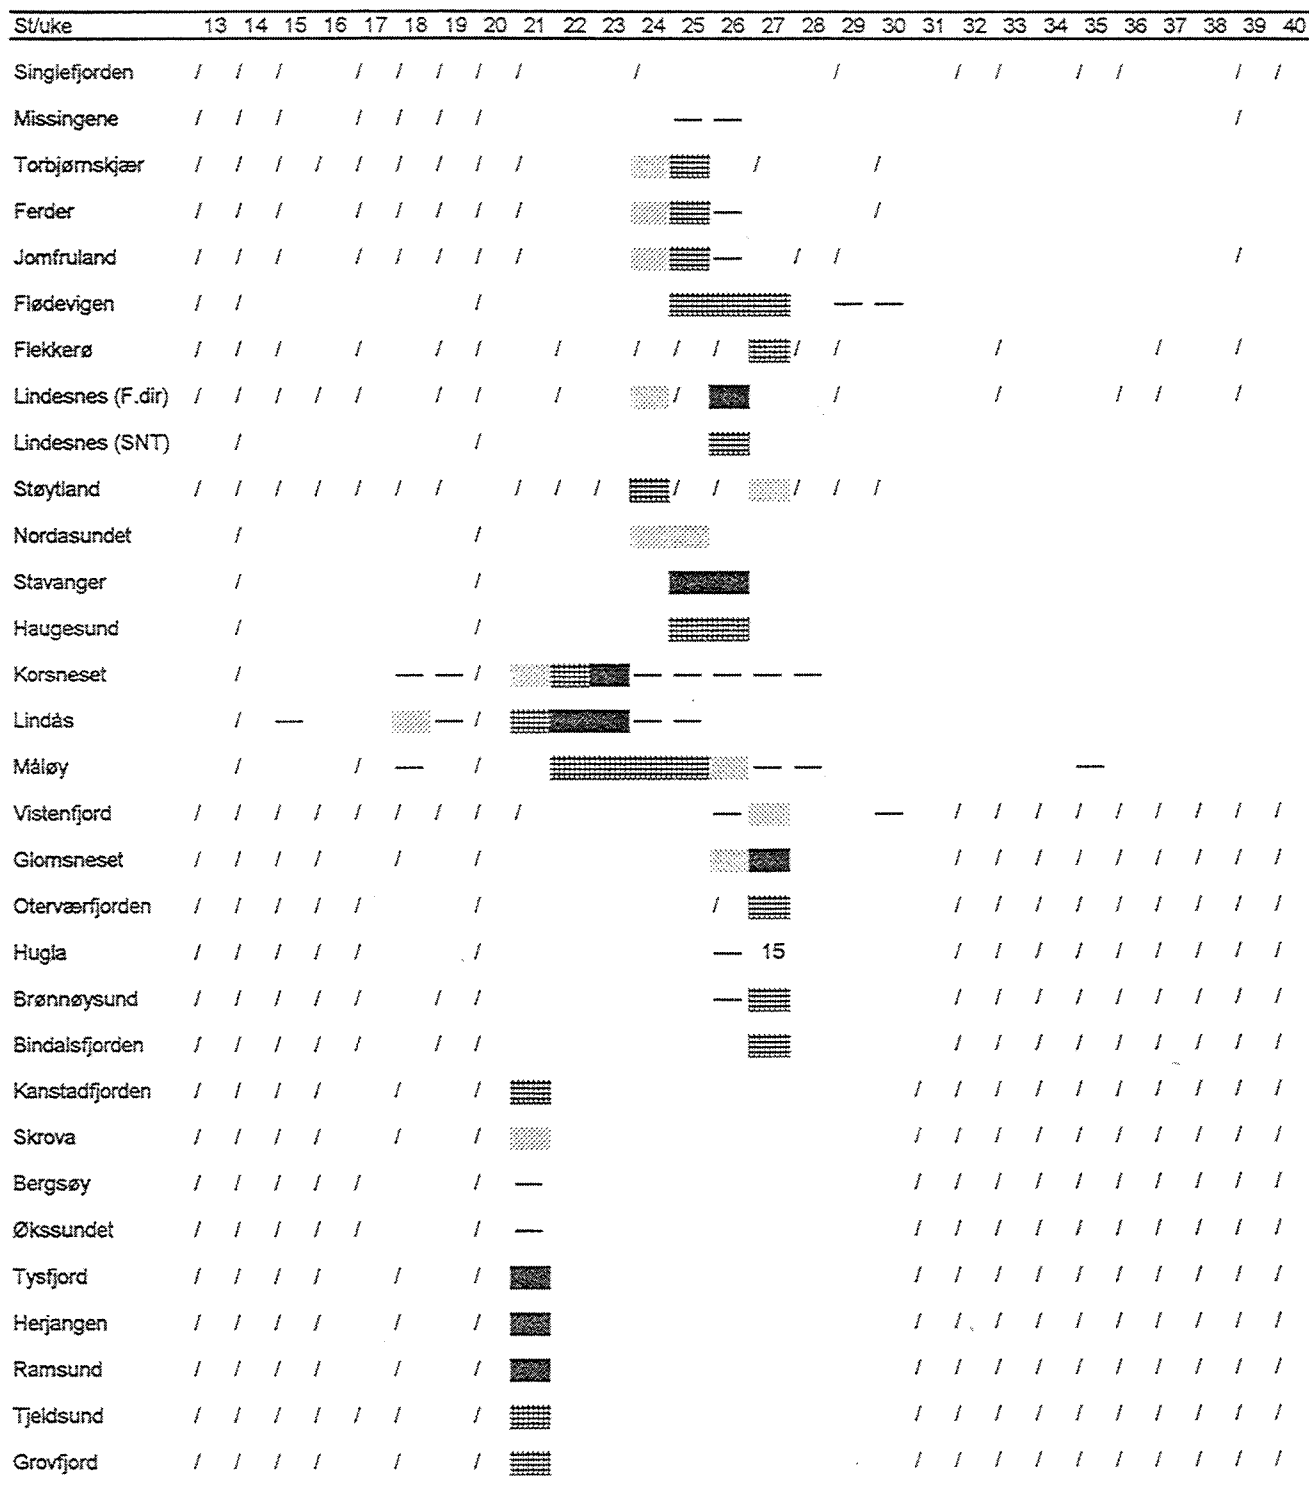 St/uke 13 14 15 16 17 18 19 20 21 22 23 24 25 26 27 28 29 30 31 32 33 34 35 36 37 38 39 40
Singlefjorden / / / / / / / / / / / / / / / /
Missingene / / / / / / / — — /
Torbjørnskjær / / / / / / / / / / /
Ferder / / / / / / / / — /
Jomfruland / / / / / / / / — / / /
Flødevigen / / / — —
Flekkerø / / / / / / / / / / / / / / /
Lindesnes (F.dir) / / / / / / / / / / / / / /
Lindesnes (SNT) / /
Støytland / / / / / / / / / / / / / / /
Nordasundet / /
Stavanger / /
Haugesund / /
Korsneset / — — / — — — — —
Lindås / — — / — —
Måløy / / — / — — —
Vistenfjord / / / / / / / / / — — / / / / / / / / /
Glomsneset / / / / / / / / / / / / / / /
Oterværfjorden / / / / / / / / / / / / / / / /
Hugla / / / / / / — 15 / / / / / / / / /
Brønnøysund / / / / / / / — / / / / / / / / /
Bindalsfjorden / / / / / / / / / / / / / / / /
Kanstadfjorden / / / / / / / / / / / / / / / /
Skrova / / / / / / / / / / / / / / / /
Bergsøy / / / / / / — / / / / / / / / / /
Økssundet / / / / / / — / / / / / / / / / /
Tysfjord / / / / / / / / / / / / / / / /
Herjangen / / / / / / / / / / / / / / / /
Ramsund / / / / / / / / / / / / / / / /
Tjeldsund / / / / / / / / / / / / / / / / /
Grovfjord / / / / / / / / / / / / / / / /